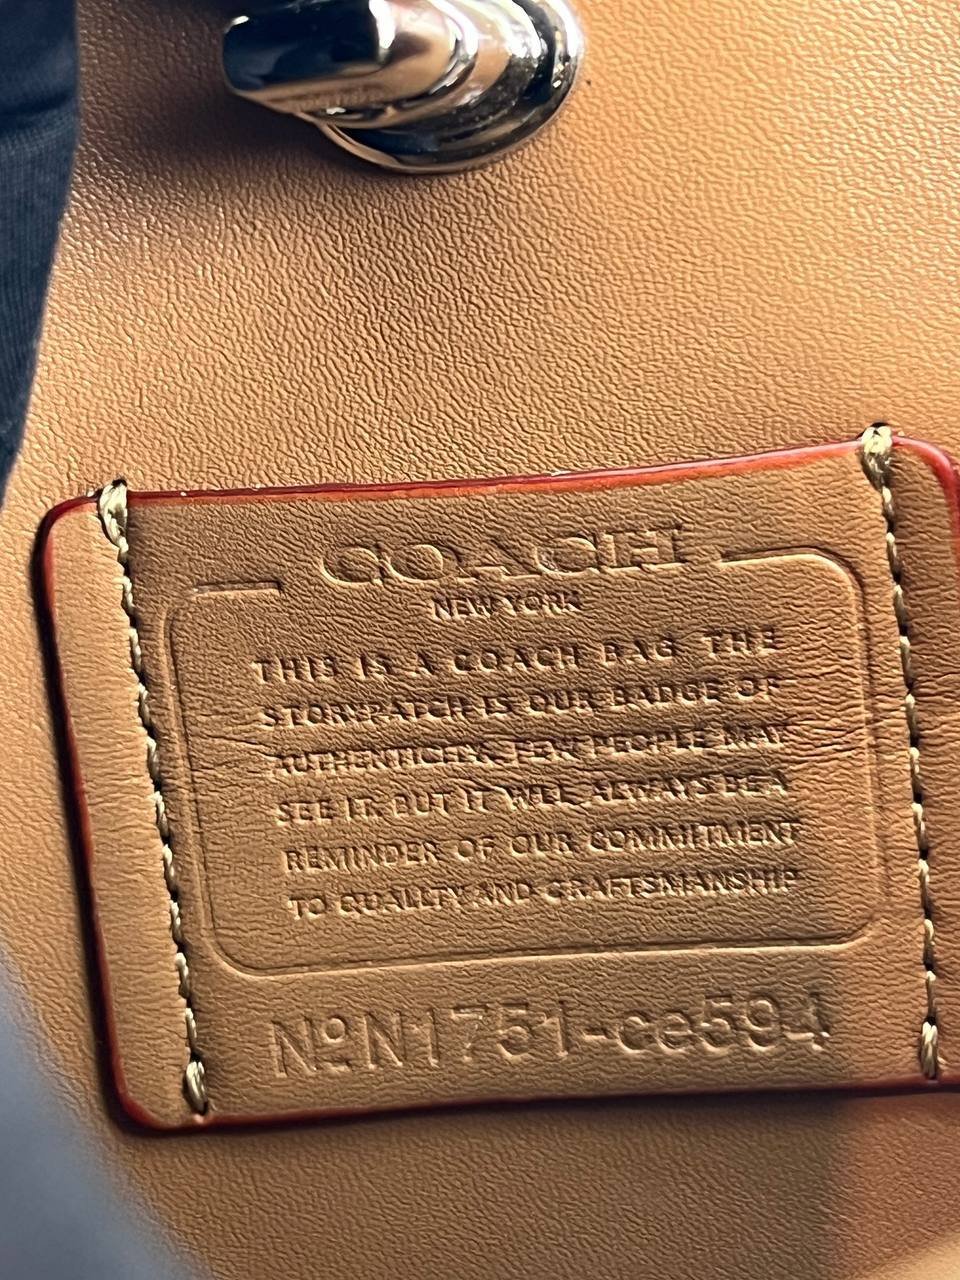 COACH
NEW YORK
THIS IS A COACH BAG THE
STORYPATCH IS OUR BADGE OF
AUTHENTICITY. FEW PEOPLE MAY
SEE IT. BUT IT WILL ALWAYS BE A
REMINDER OF OUR COMMITMENT
TO QUALITY AND CRAFTSMANSHIP
NoN1751-ce594